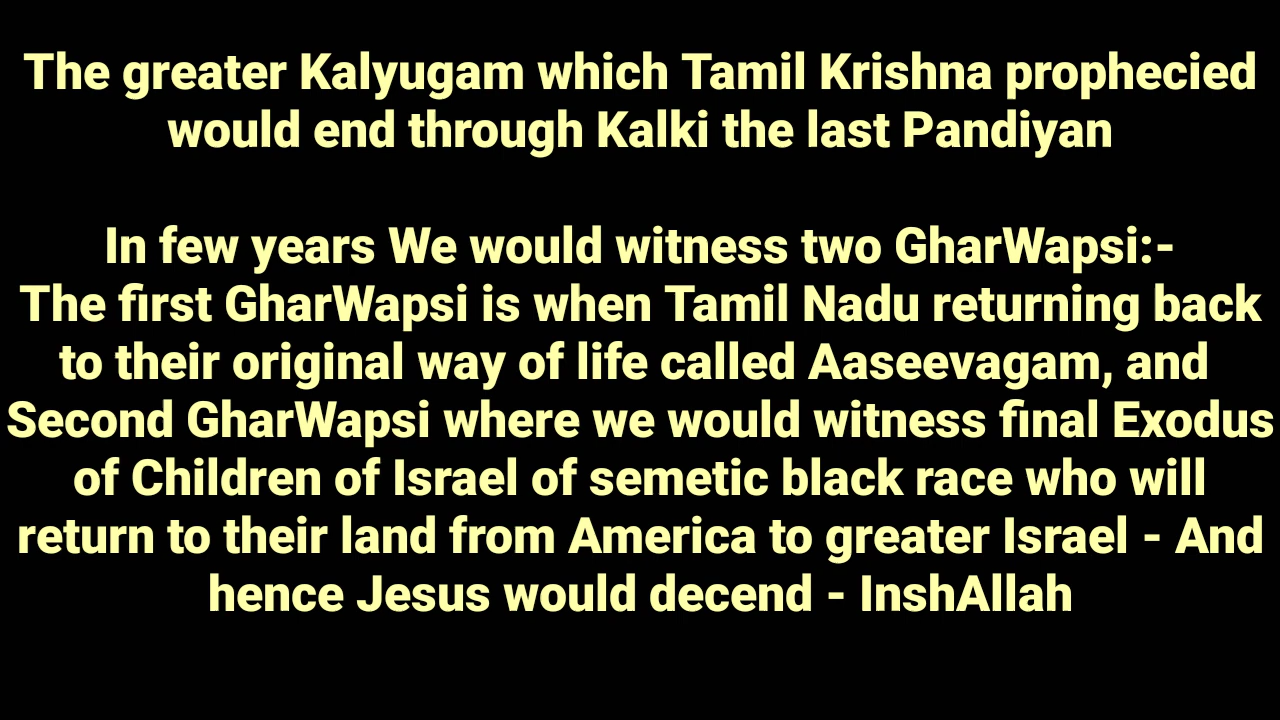 The greater Kalyugam which Tamil Krishna prophecied
would end through Kalki the last Pandiyan
In few years We would witness two GharWapsi:-
The first GharWapsi is when Tamil Nadu returning back
to their original way of life called Aaseevagam, and
Second GharWapsi where we would witness final Exodus
of Children of Israel of semetic black race who will
return to their land from America to greater Israel - And
hence Jesus would decend - InshAllah